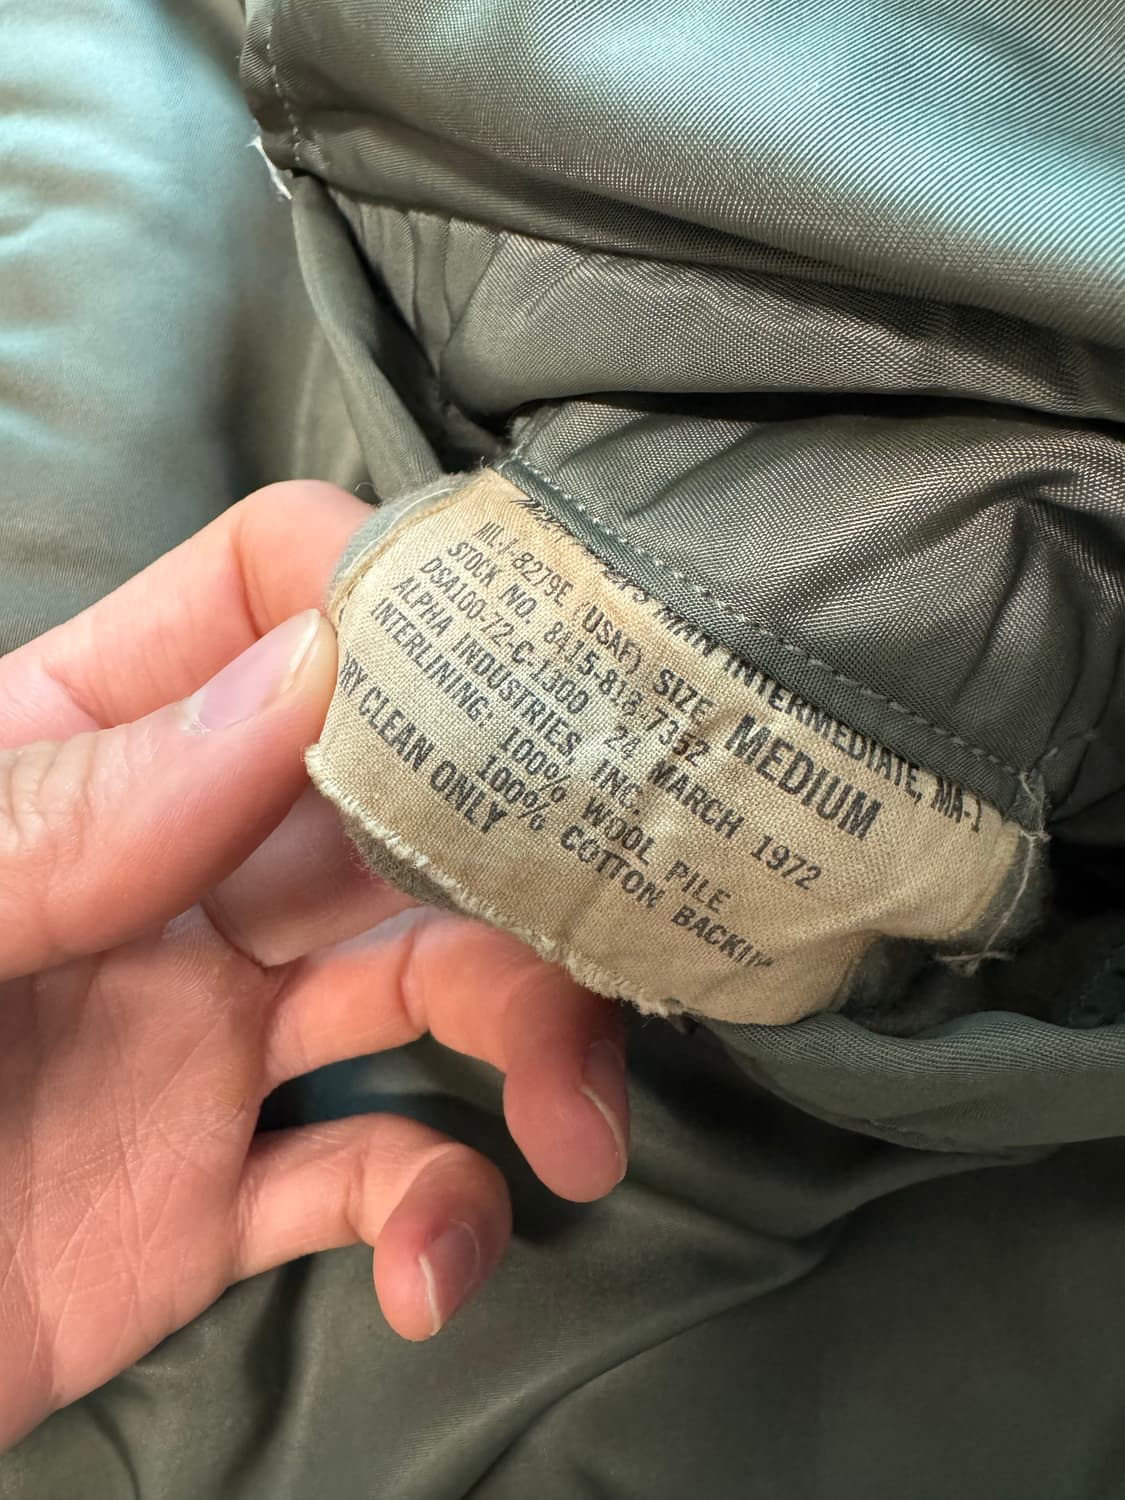 MAN INTERMEDIATE, MA-1
MIL-J-8279E (USAF) SIZE MEDIUM
STOCK NO. 8415-818-7352
DSA100-72-C-1300 24 MARCH 1972
ALPHA INDUSTRIES, INC.
INTERLINING: 100% WOOL PILE
100% COTTON BACKIN
RY CLEAN ONLY